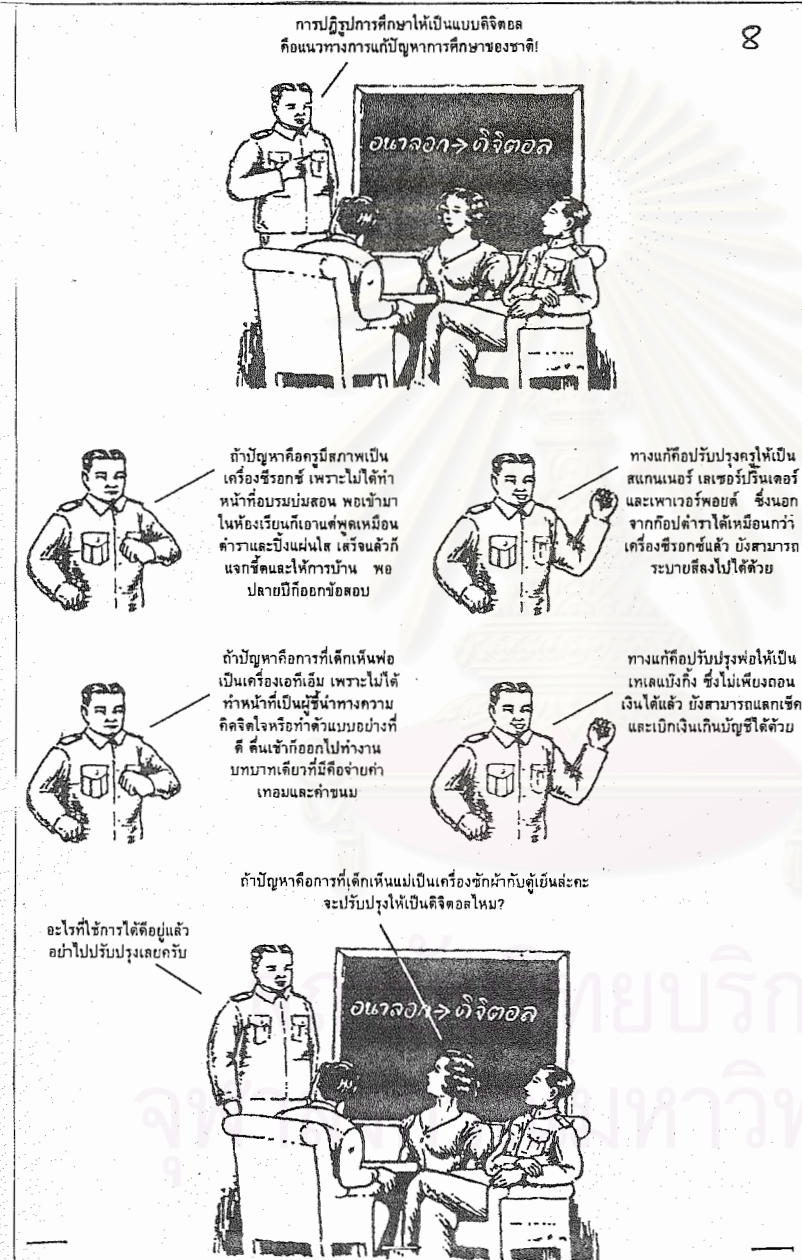 การปฏิรูปการศึกษาให้เป็นแบบดิจิตอล
คือแนวทางการแก้ปัญหาการศึกษาของชาติ!
8
อนาลอก→ดิจิตอล
ถ้าปัญหาคือครูมีสภาพเป็น
เครื่องซีรอกซ์ เพราะไม่ได้ทำ
หน้าที่อบรมบ่มสอน พอเข้ามา
ในห้องเรียนก็เอาแต่พูดเหมือน
ตำราและปิ้งแผ่นใส เสร็จแล้วก็
แจกชี้ตและให้การบ้าน พอ
ปลายปีก็ออกข้อสอบ
ทางแก้คือปรับปรุงครูให้เป็น
สแกนเนอร์ เลเซอร์ปริ๊นเตอร์
และเพาเวอร์พอยต์ ซึ่งนอก
จากก๊อปตำราได้เหมือนกว่า
เครื่องซีรอกซ์แล้ว ยังสามารถ
ระบายสีลงไปได้ด้วย
ถ้าปัญหาคือการที่เด็กเห็นพ่อ
เป็นเครื่องเอทีเอ็ม เพราะไม่ได้
ทำหน้าที่เป็นผู้ชี้นำทางความ
คิดจิตใจหรือทำตัวแบบอย่างที่
ดี ตื่นเช้าก็ออกไปทำงาน
บทบาทเดียวที่มีคือจ่ายค่า
เทอมและค่าขนม
ทางแก้คือปรับปรุงพ่อให้เป็น
เทเลแบ้งกิ้ง ซึ่งไม่เพียงถอน
เงินได้แล้ว ยังสามารถแลกเช็ค
และเบิกเงินเกินบัญชีได้ด้วย
ถ้าปัญหาคือการที่เด็กเห็นแม่เป็นเครื่องซักผ้ากับตู้เย็นล่ะคะ
จะปรับปรุงให้เป็นดิจิตอลไหม?
อะไรที่ใช้การได้ดีอยู่แล้ว
อย่าไปปรับปรุงเลยครับ
อนาลอก→ดิจิตอล